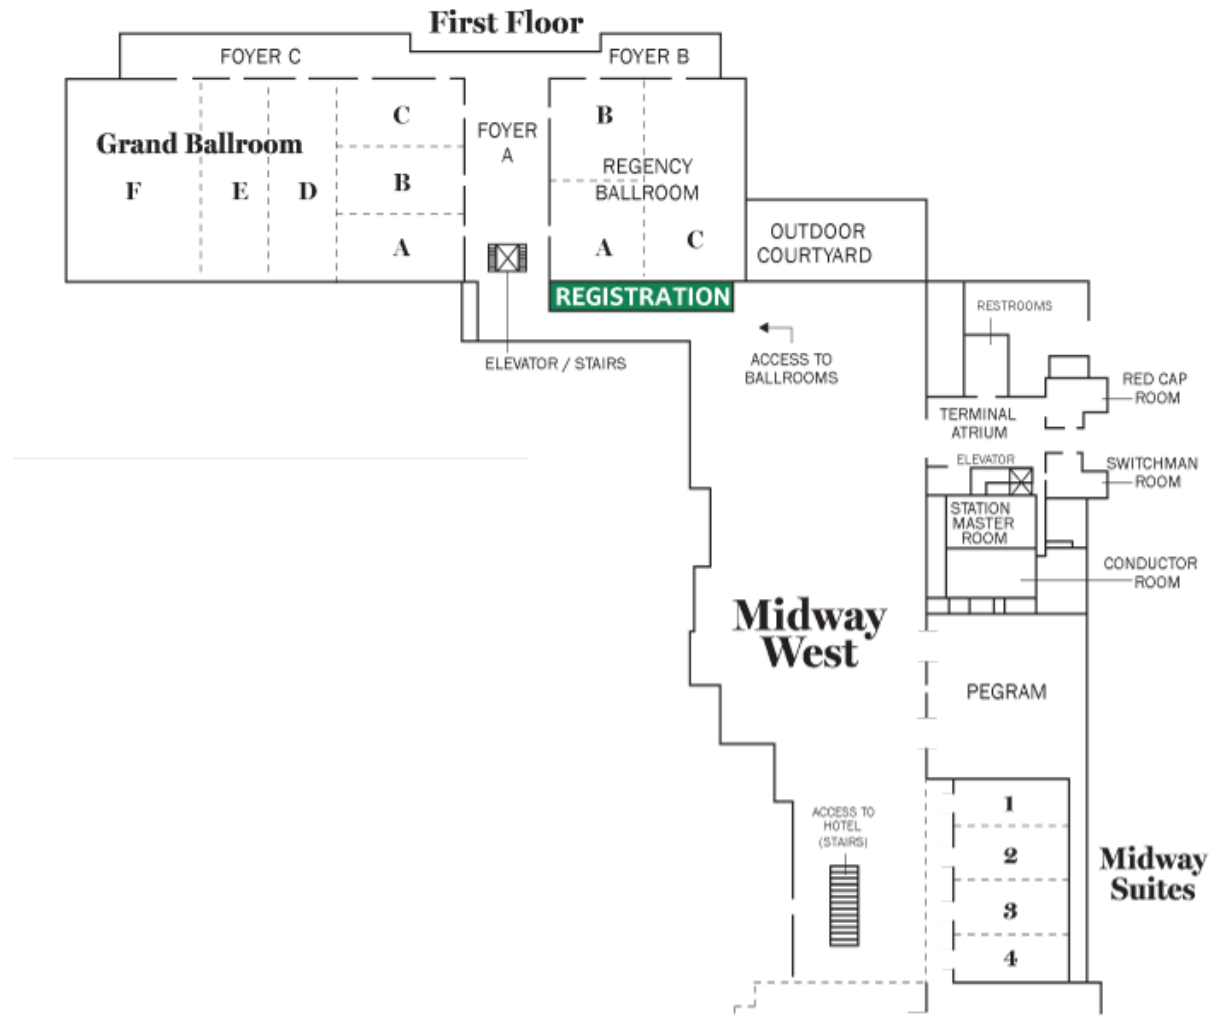 First Floor
FOYER C
FOYER B
Grand Ballroom
F
E
D
C
B
A
FOYER
A
B
REGENCY
BALLROOM
A
C
OUTDOOR
COURTYARD
REGISTRATION
ELEVATOR / STAIRS
ACCESS TO
BALLROOMS
RESTROOMS
RED CAP
ROOM
TERMINAL
ATRIUM
ELEVATOR
SWITCHMAN
ROOM
STATION
MASTER
ROOM
CONDUCTOR
ROOM
Midway
West
PEGRAM
ACCESS TO
HOTEL
(STAIRS)
1
2
3
4
Midway
Suites